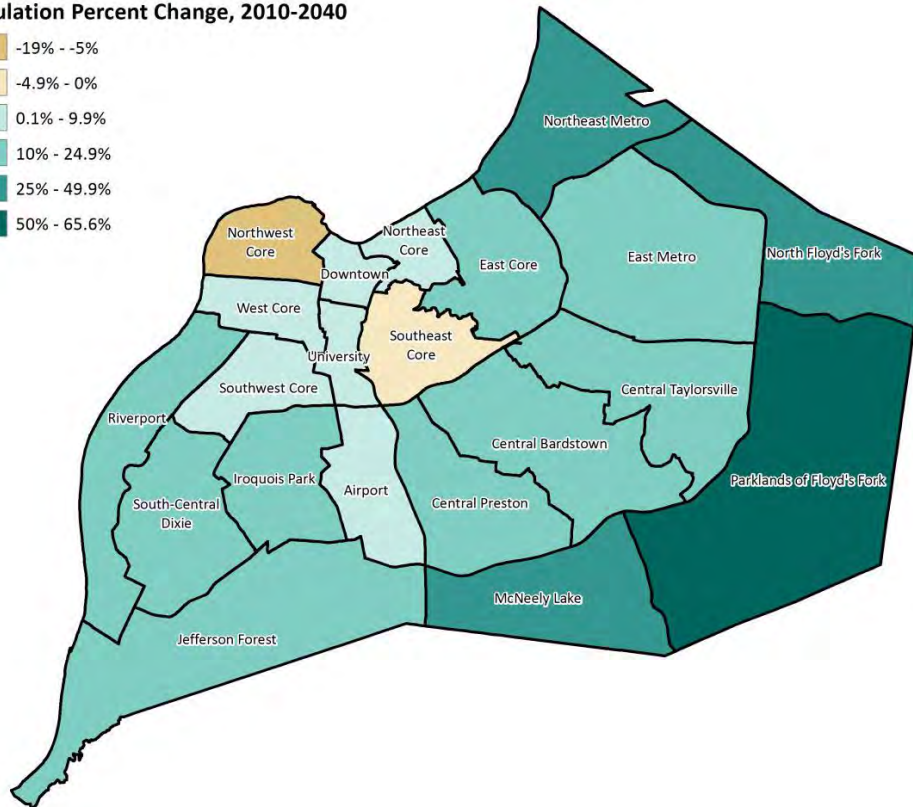 ulation Percent Change, 2010-2040
-19% - -5%
-4.9% - 0%
0.1% - 9.9%
10% - 24.9%
25% - 49.9%
50% - 65.6%
Northeast Metro
Northwest
Core
Northeast
Core
Downtown
East Core
East Metro
North Floyd's Fork
West Core
University
Southeast
Core
Southwest Core
Central Taylorsville
Riverport
Central Bardstown
Iroquois Park
Airport
Parklands of Floyd's Fork
South-Central
Dixie
Central Preston
McNeely Lake
Jefferson Forest